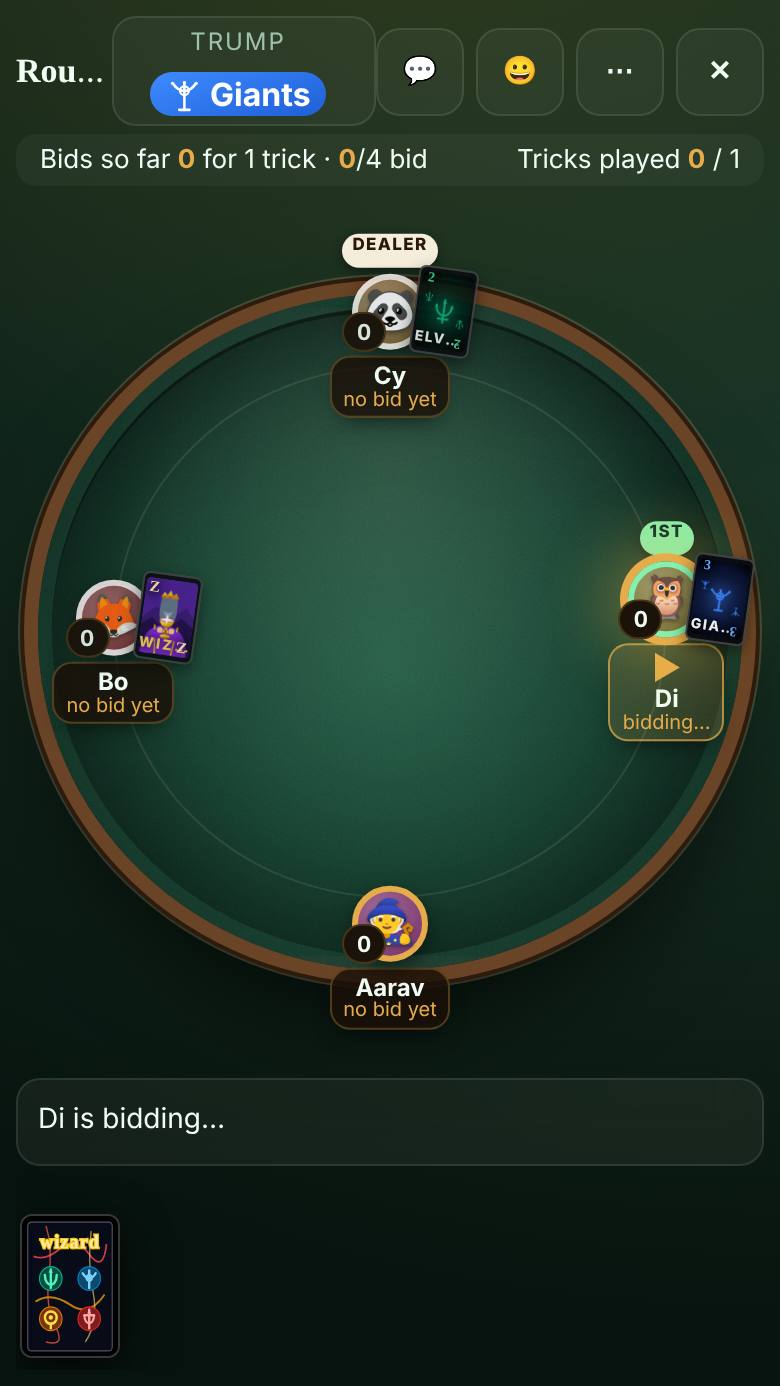 Rou...
TRUMP
Giants
Bids so far 0 for 1 trick · 0/4 bid
Tricks played 0 / 1
DEALER
2
ELV...
2
0
Cy
no bid yet
1ST
3
GIA...
3
0
Di
bidding...
Z
WIZ
Z
0
Bo
no bid yet
0
Aarav
no bid yet
Di is bidding...
wizard